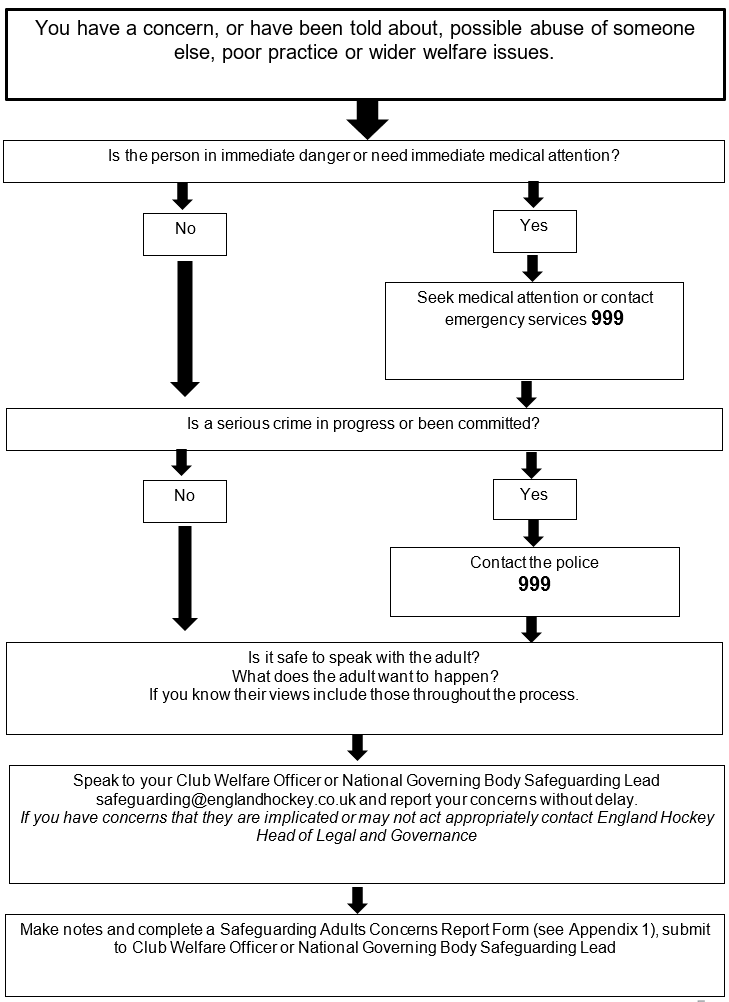 You have a concern, or have been told about, possible abuse of someone
else, poor practice or wider welfare issues.
Is the person in immediate danger or need immediate medical attention?
No
Yes
Seek medical attention or contact
emergency services 999
Is a serious crime in progress or been committed?
No
Yes
Contact the police
999
Is it safe to speak with the adult?
What does the adult want to happen?
If you know their views include those throughout the process.
Speak to your Club Welfare Officer or National Governing Body Safeguarding Lead
safeguarding@englandhockey.co.uk and report your concerns without delay.
If you have concerns that they are implicated or may not act appropriately contact England Hockey
Head of Legal and Governance
Make notes and complete a Safeguarding Adults Concerns Report Form (see Appendix 1), submit
to Club Welfare Officer or National Governing Body Safeguarding Lead